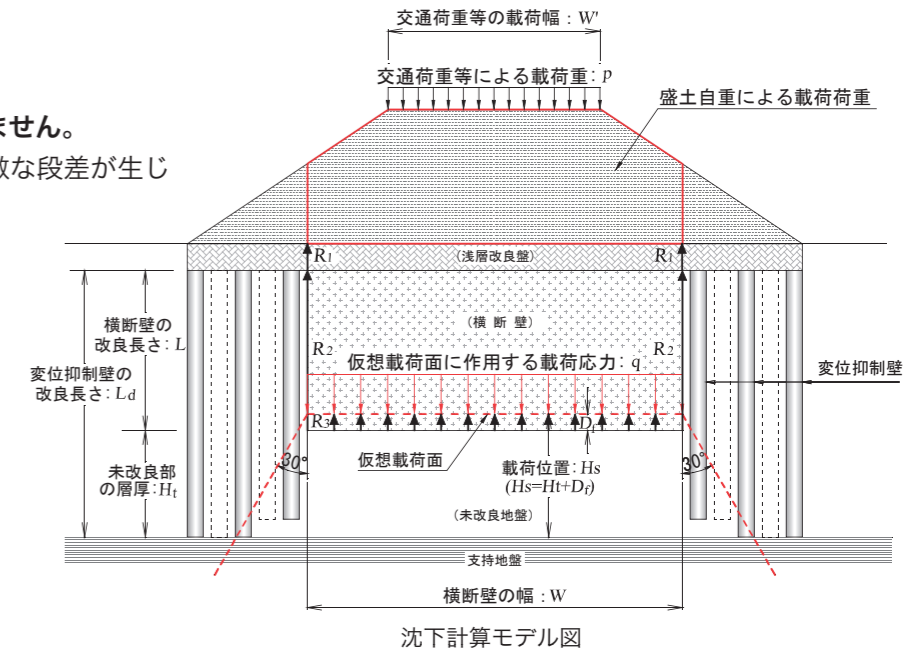 交通荷重等の載荷幅：W'
交通荷重等による載荷重：p
盛土自重による載荷荷重
ません。
敷な段差が生じ
R1
(浅層改良盤)
R1
(横 断 壁)
横断壁の
改良長さ：L
R2
R2
仮想載荷面に作用する載荷応力：q
変位抑制壁
変位抑制壁の
改良長さ：Ld
R3
Df
30°
仮想載荷面
載荷位置：Hs
(Hs=Ht+Df)
30°
未改良部
の層厚：Ht
(未改良地盤)
支持地盤
横断壁の幅：W
沈下計算モデル図